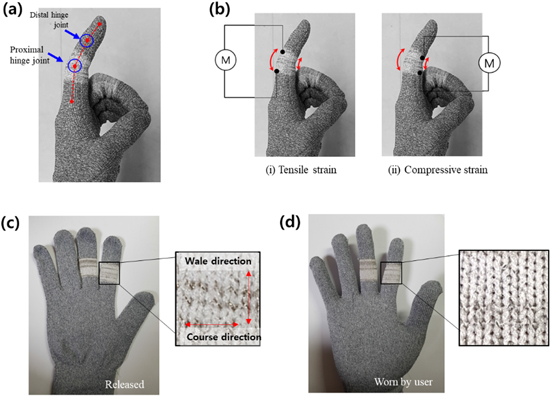 (a)
Distal hinge
joint
Proximal
hinge joint
(b)
M
M
(i) Tensile strain
(ii) Compressive strain
(c)
Wale direction
Course direction
Released
(d)
Worn by user